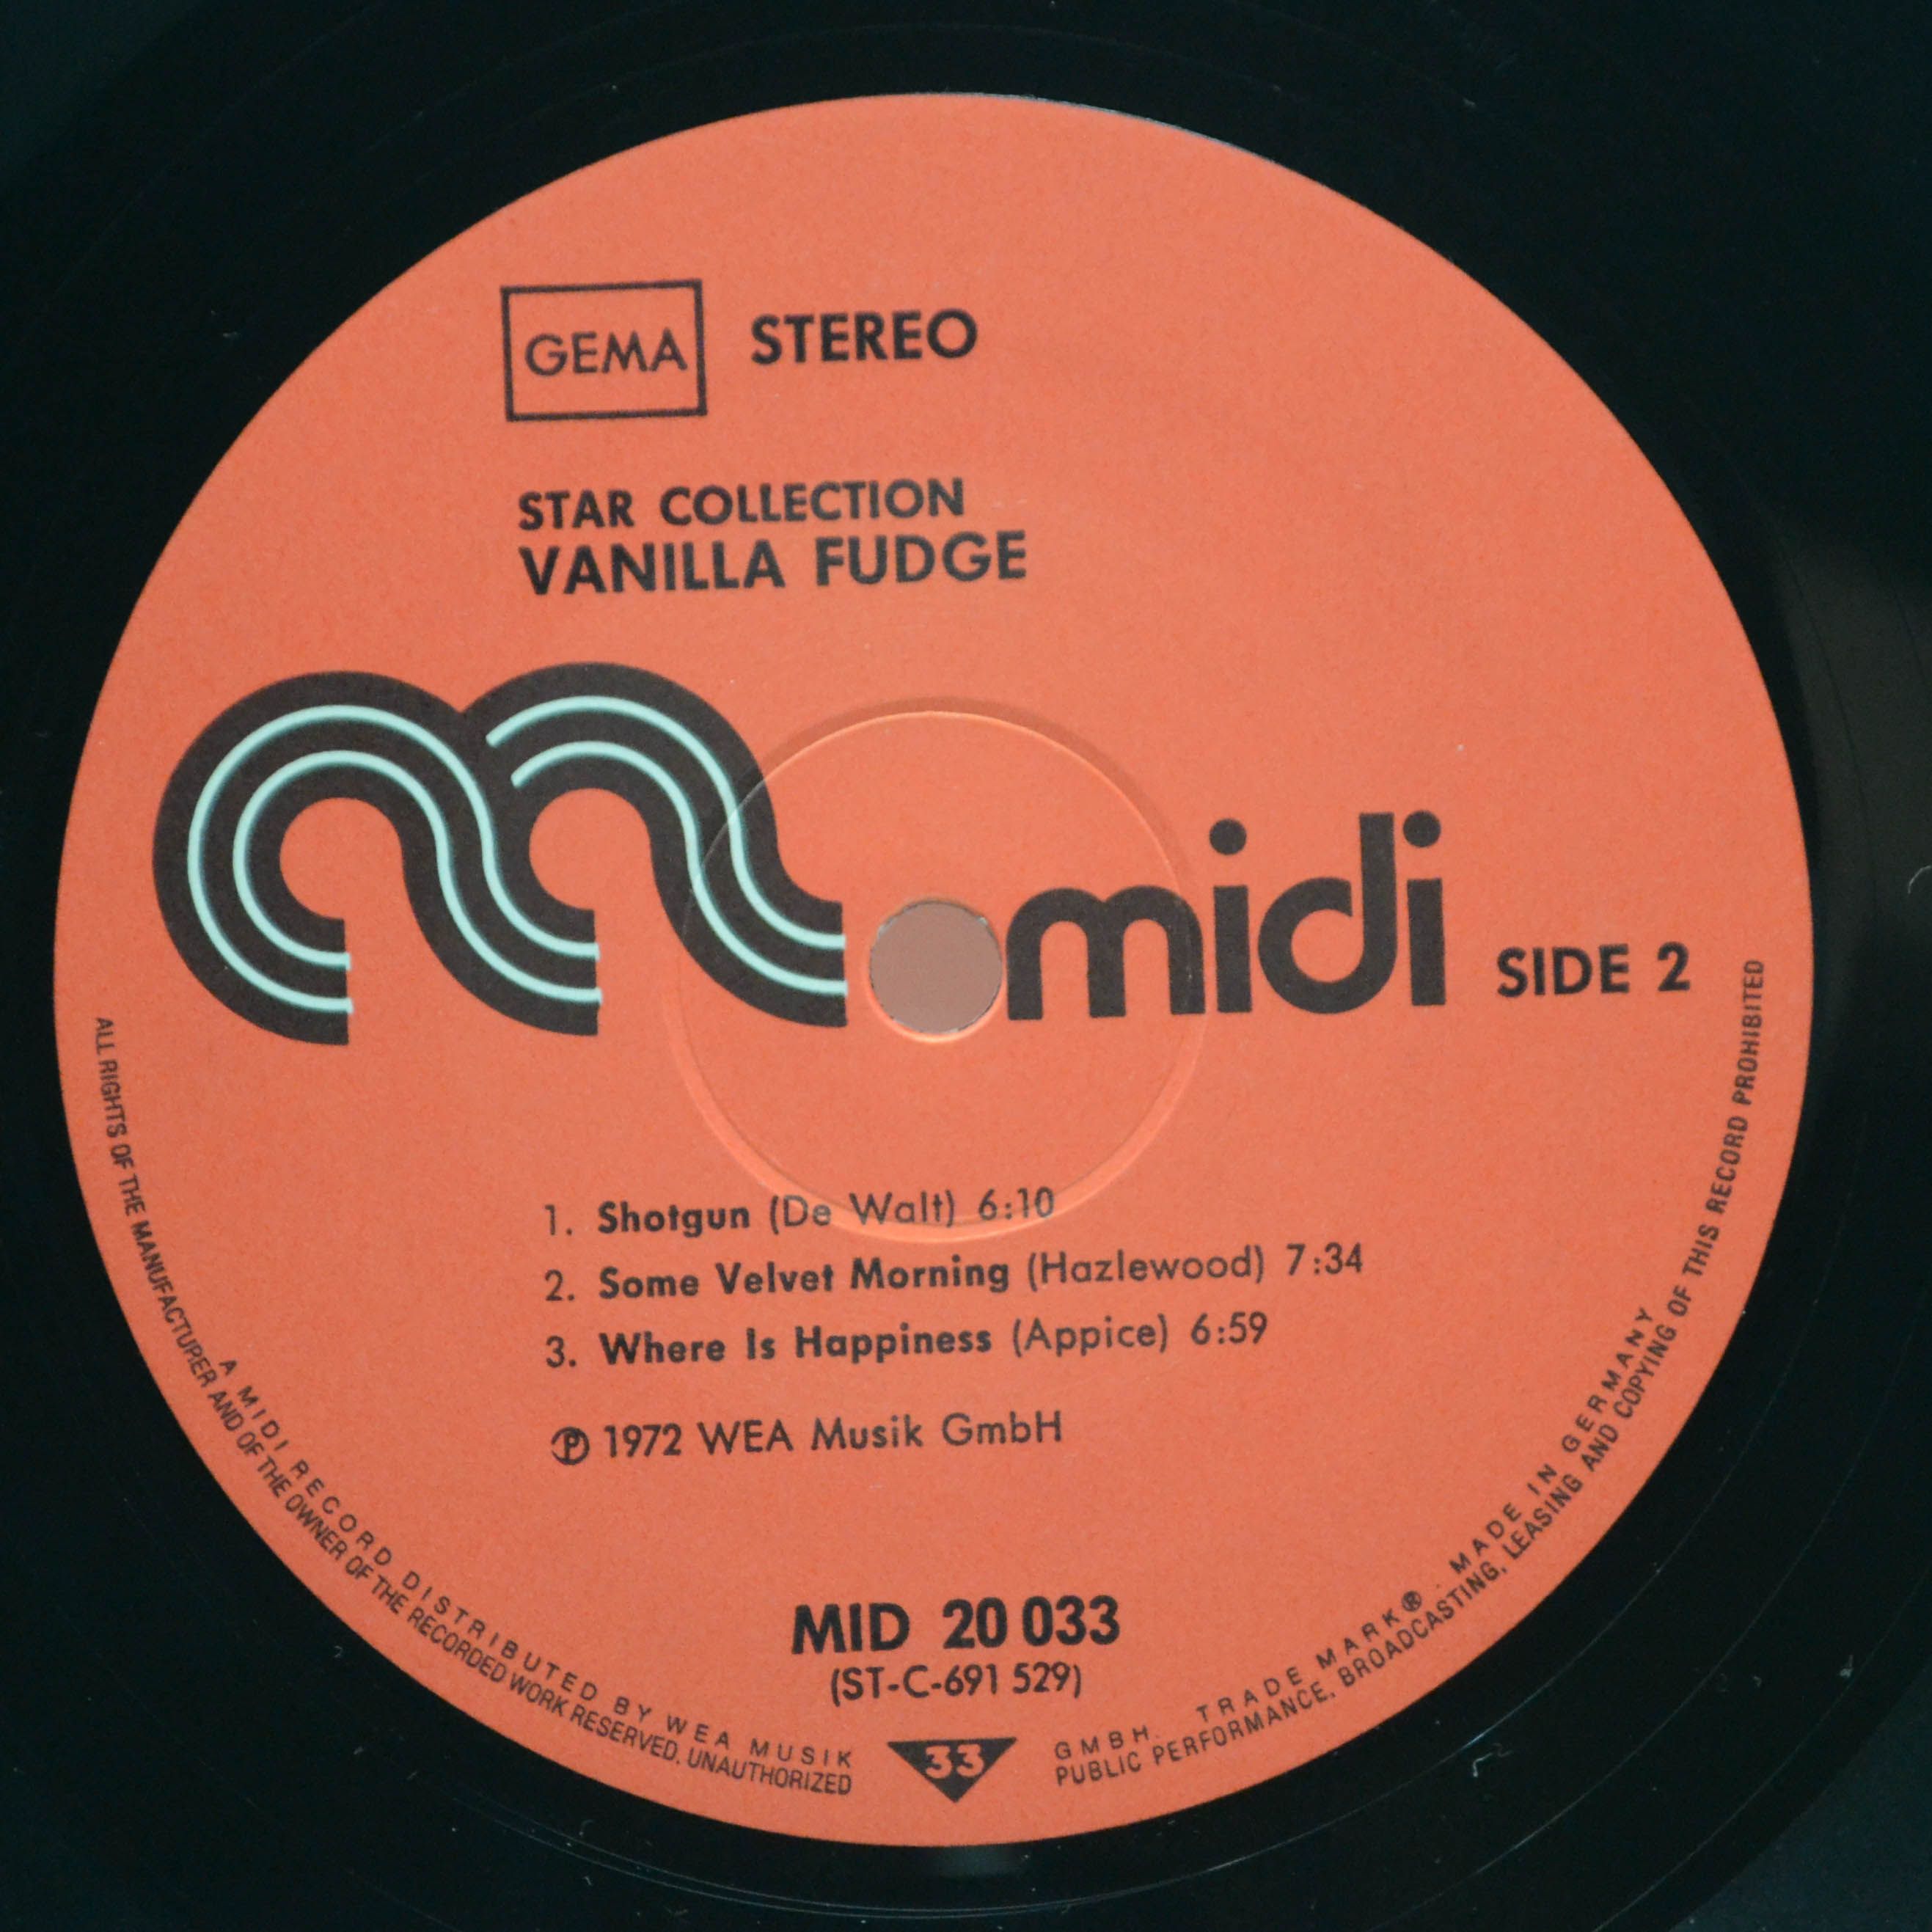 GEMA STEREO
STAR COLLECTION
VANILLA FUDGE
midi SIDE 2
1. Shotgun (De Walt) 6:10
2. Some Velvet Morning (Hazlewood) 7:34
3. Where Is Happiness (Appice) 6:59
℗ 1972 WEA Musik GmbH
MID 20 033
(ST-C-691 529)
33
A MIDI RECORD DISTRIBUTED BY WEA MUSIK GMBH. TRADE MARK® . MADE IN GERMANY
ALL RIGHTS OF THE MANUFACTURER AND OF THE OWNER OF THE RECORDED WORK RESERVED. UNAUTHORIZED PUBLIC PERFORMANCE, BROADCASTING, LEASING AND COPYING OF THIS RECORD PROHIBITED